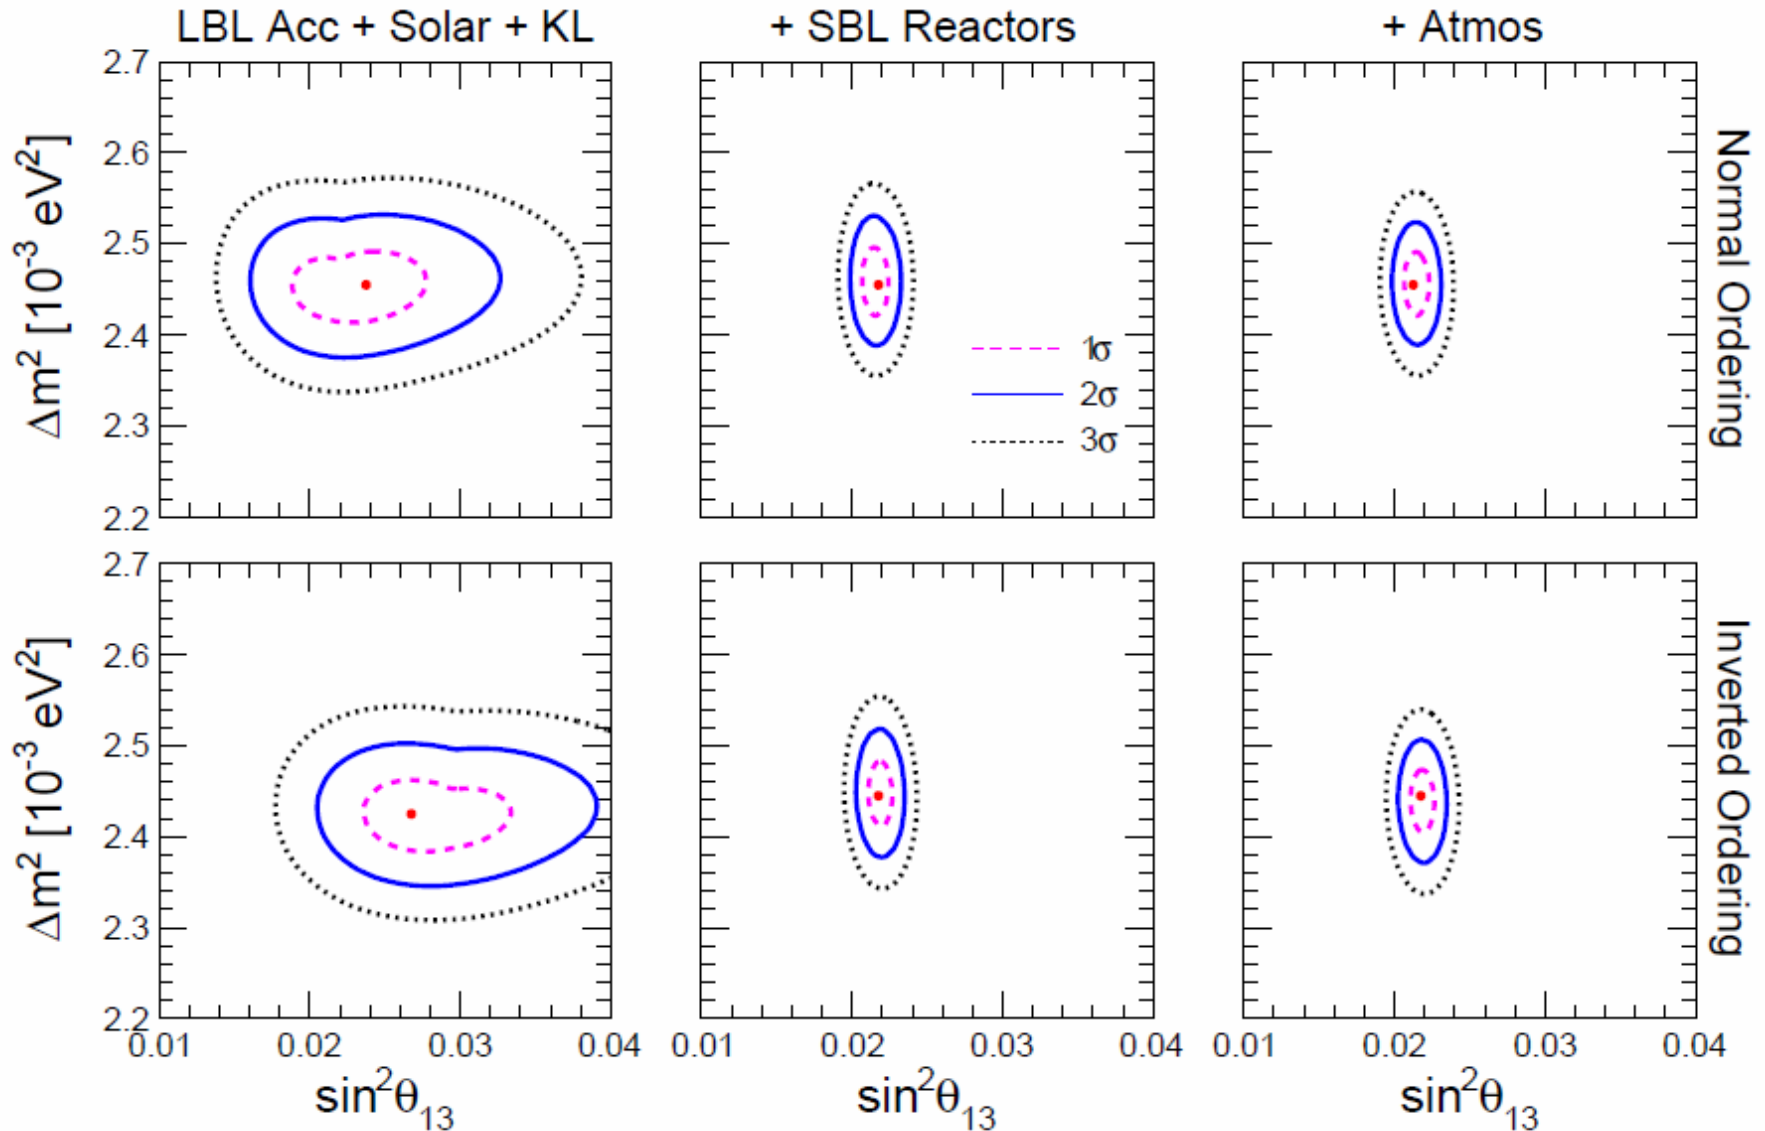 LBL Acc + Solar + KL
+ SBL Reactors
+ Atmos
2.7
2.6
2.5
2.4
2.3
2.2
Δm² [10⁻³ eV²]
1σ
2σ
3σ
Normal Ordering
2.7
2.6
2.5
2.4
2.3
2.2
Δm² [10⁻³ eV²]
Inverted Ordering
0.01 0.02 0.03 0.04 0.01 0.02 0.03 0.04 0.01 0.02 0.03 0.04
sin²θ₁₃ sin²θ₁₃ sin²θ₁₃